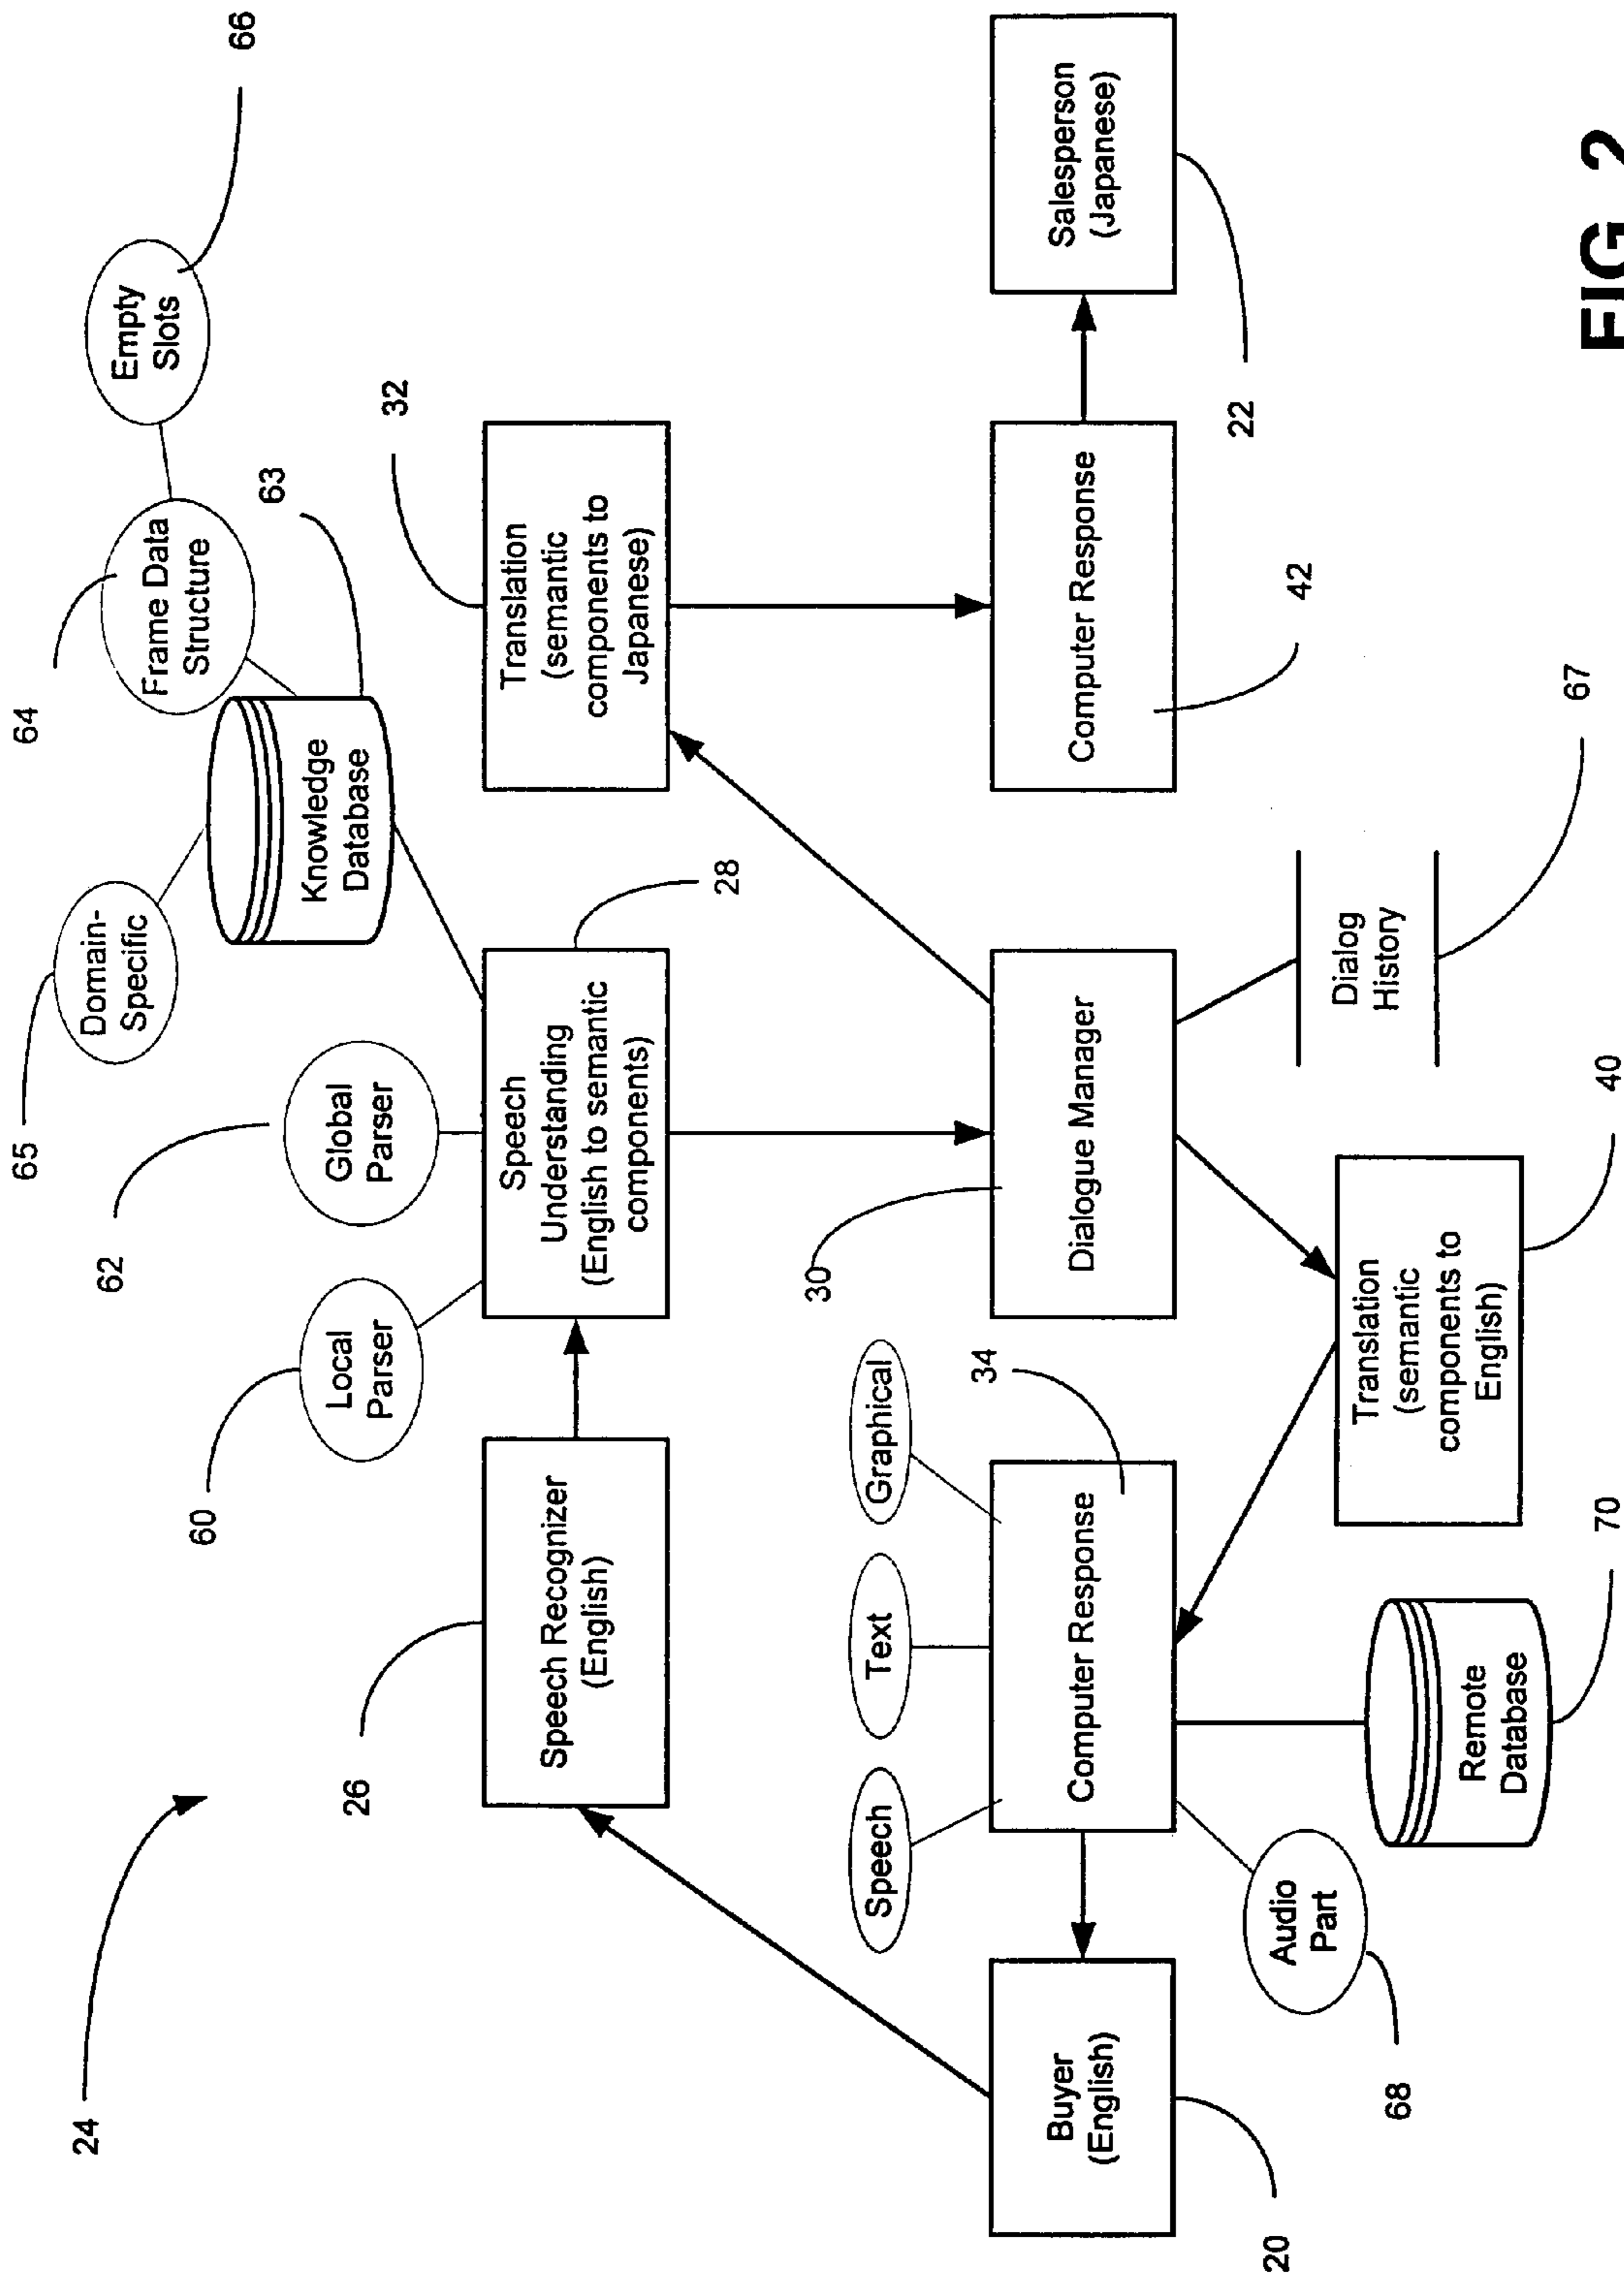 24
65
Domain-
Specific
64
Frame Data
Structure
Empty
Slots
66
62
Global
Parser
Knowledge
Database
63
60
Local
Parser
26
Speech Recognizer
(English)
Speech
Understanding
(English to semantic
components)
28
32
Translation
(semantic
components to
Japanese)
Speech
Text
Graphical
34
30
Buyer
(English)
20
Computer Response
Dialogue Manager
Computer Response
42
Salesperson
(Japanese)
22
Audio
Part
68
Remote
Database
70
Translation
(semantic
components to
English)
40
Dialog
History
67
FIG. 2